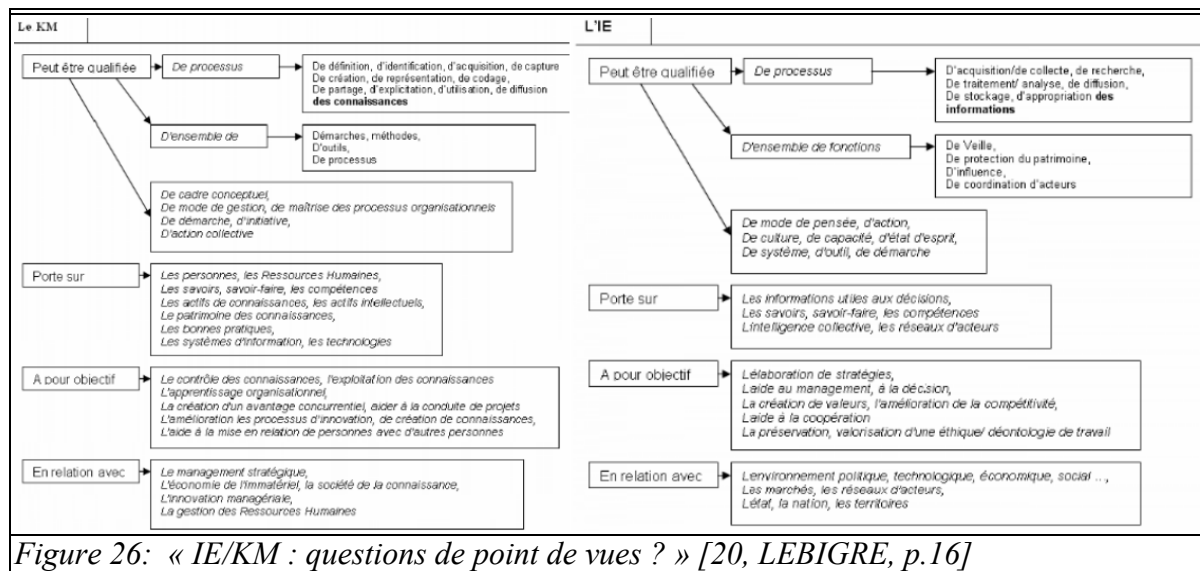 Le KM
Peut être qualifiée
De processus
De définition, d'identification, d'acquisition, de capture
De création, de représentation, de codage,
De partage, d'explicitation, d'utilisation, de diffusion
des connaissances
D'ensemble de
Démarches, méthodes,
D'outils,
De processus
De cadre conceptuel,
De mode de gestion, de maîtrise des processus organisationnels
De démarche, d'initiative,
D'action collective
Porte sur
Les personnes, les Ressources Humaines,
Les savoirs, savoir-faire, les compétences
Les actifs de connaissances, les actifs intellectuels,
Le patrimoine des connaissances,
Les bonnes pratiques,
Les systèmes d'information, les technologies
A pour objectif
Le contrôle des connaissances, l'exploitation des connaissances
L'apprentissage organisationnel,
La création d'un avantage concurrentiel, aider à la conduite de projets
L'amélioration les processus d'innovation, de création de connaissances,
L'aide à la mise en relation de personnes avec d'autres personnes
En relation avec
Le management stratégique,
L'économie de l'immatériel, la société de la connaissance,
L'innovation managériale,
La gestion des Ressources Humaines
L'IE
Peut être qualifiée
De processus
D'acquisition/de collecte, de recherche,
De traitement/ analyse, de diffusion,
De stockage, d'appropriation des
informations
D'ensemble de fonctions
De Veille,
De protection du patrimoine,
D'influence,
De coordination d'acteurs
De mode de pensée, d'action,
De culture, de capacité, d'état d'esprit,
De système, d'outil, de démarche
Porte sur
Les informations utiles aux décisions,
Les savoirs, savoir-faire, les compétences
L'intelligence collective, les réseaux d'acteurs
A pour objectif
L'élaboration de stratégies,
L'aide au management, à la décision,
La création de valeurs, l'amélioration de la compétitivité,
L'aide à la coopération
La préservation, valorisation d'une éthique/ déontologie de travail
En relation avec
L'environnement politique, technologique, économique, social ...,
Les marchés, les réseaux d'acteurs,
L'état, la nation, les territoires
Figure 26: « IE/KM : questions de point de vues ? » [20, LEBIGRE, p.16]